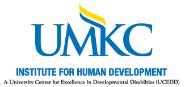 UMKC
INSTITUTE FOR HUMAN DEVELOPMENT
A University Center for Excellence in Developmental Disabilities (UCEDD)